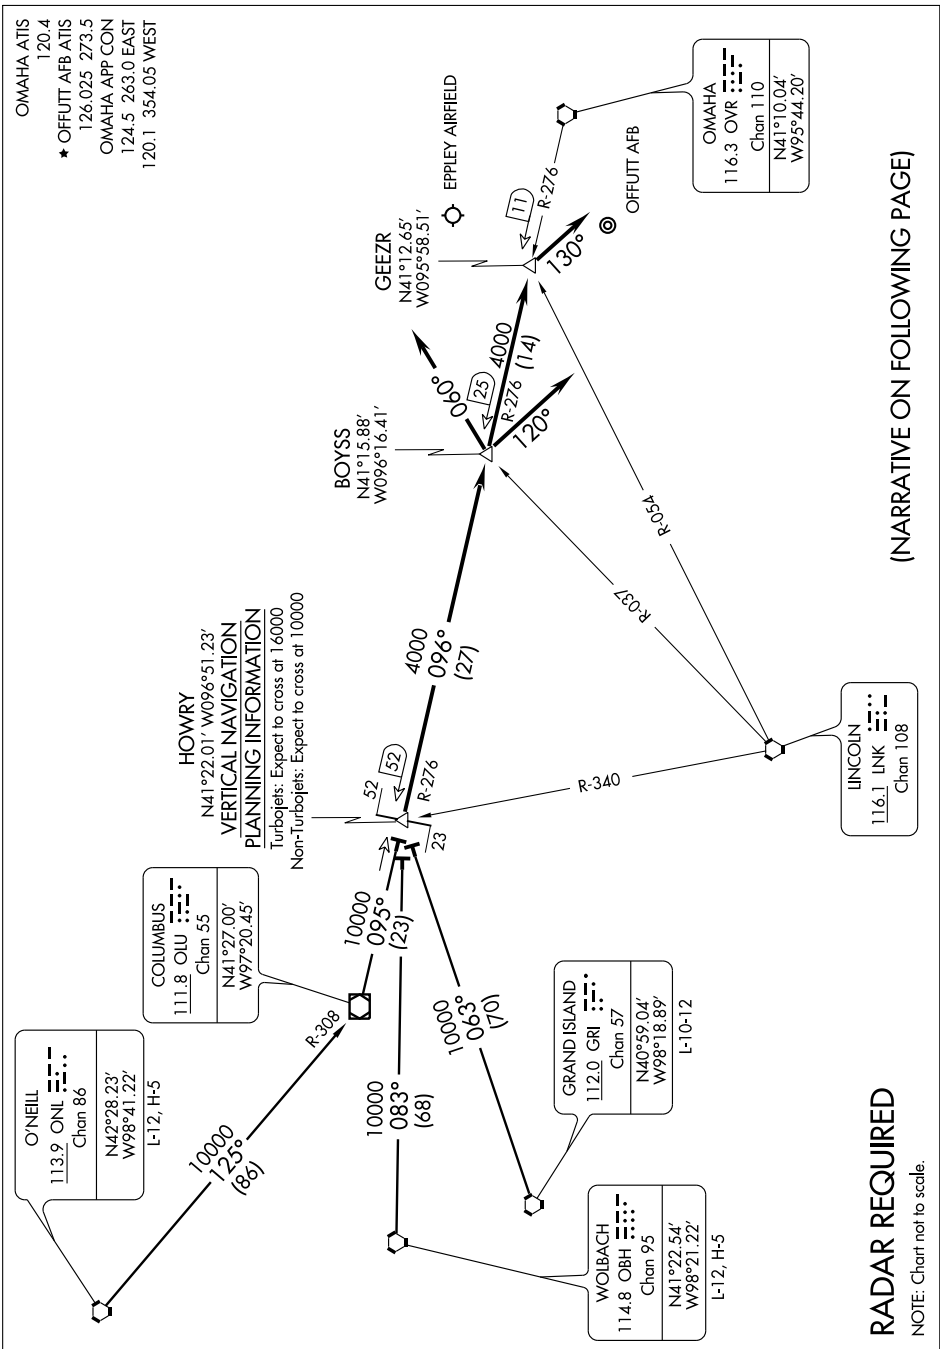 OMAHA ATIS
120.4
★ OFFUTT AFB ATIS
126.025 273.5
OMAHA APP CON
124.5 263.0 EAST
120.1 354.05 WEST
O'NEILL
113.9 ONL
Chan 86
N42°28.23'
W98°41.22'
L-12, H-5
10000
125°
(86)
R-308
COLUMBUS
111.8 OLU
Chan 55
N41°27.00'
W97°20.45'
10000
095°
(23)
HOWRY
N41°22.01' W096°51.23'
VERTICAL NAVIGATION
PLANNING INFORMATION
Turbojets: Expect to cross at 16000
Non-Turbojets: Expect to cross at 10000
52
52
R-276
23
4000
096°
(27)
BOYSS
N41°15.88'
W096°16.41'
060°
25
R-276
4000
(14)
120°
GEEZR
N41°12.65'
W095°58.51'
EPPLEY AIRFIELD
11
R-276
130°
OFFUTT AFB
OMAHA
116.3 OVR
Chan 110
N41°10.04'
W95°44.20'
WOLBACH
114.8 OBH
Chan 95
N41°22.54'
W98°21.22'
L-12, H-5
10000
083°
(68)
GRAND ISLAND
112.0 GRI
Chan 57
N40°59.04'
W98°18.89'
L-10-12
10000
063°
(70)
R-340
R-037
R-054
LINCOLN
116.1 LNK
Chan 108
RADAR REQUIRED
NOTE: Chart not to scale.
(NARRATIVE ON FOLLOWING PAGE)